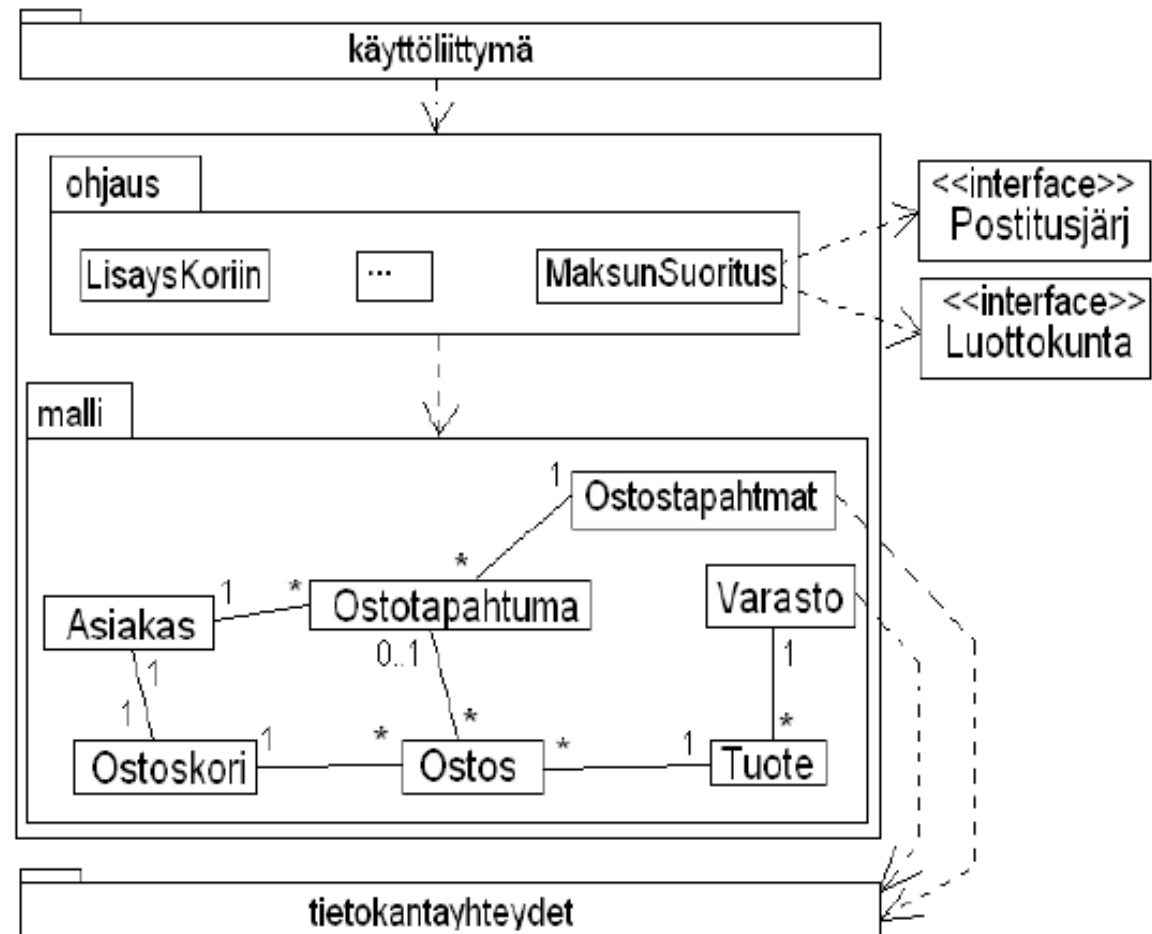 käyttöliittymä
ohjaus
LisaysKoriin
...
MaksunSuoritus
<<interface>>
Postitusjärj
<<interface>>
Luottokunta
malli
1
Ostostapahtmat
*
1
*
Asiakas
Ostotapahtuma
Varasto
0..1
1
1
1
*
*
1
*
*
1
Ostoskori
Ostos
Tuote
tietokantayhteydet